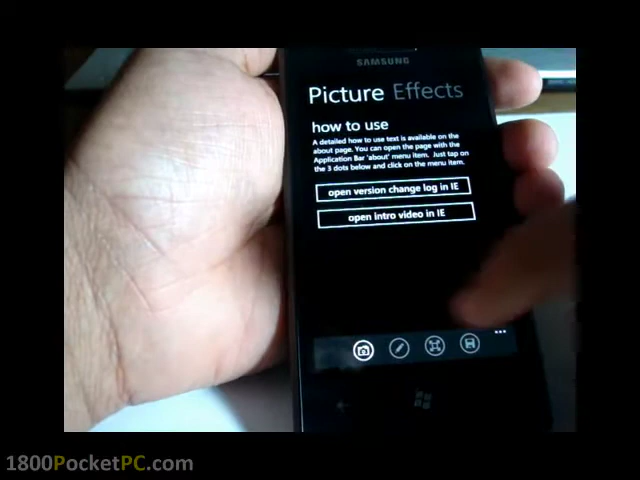 SAMSUNG
Picture Effects
how to use
A detailed how to use text is available on the
about page. You can open the page with the
Application Bar 'about' menu item. Just tap on
the 3 dots below and click on the menu item.
open version change log in IE
open intro video in IE
1800PocketPC.com